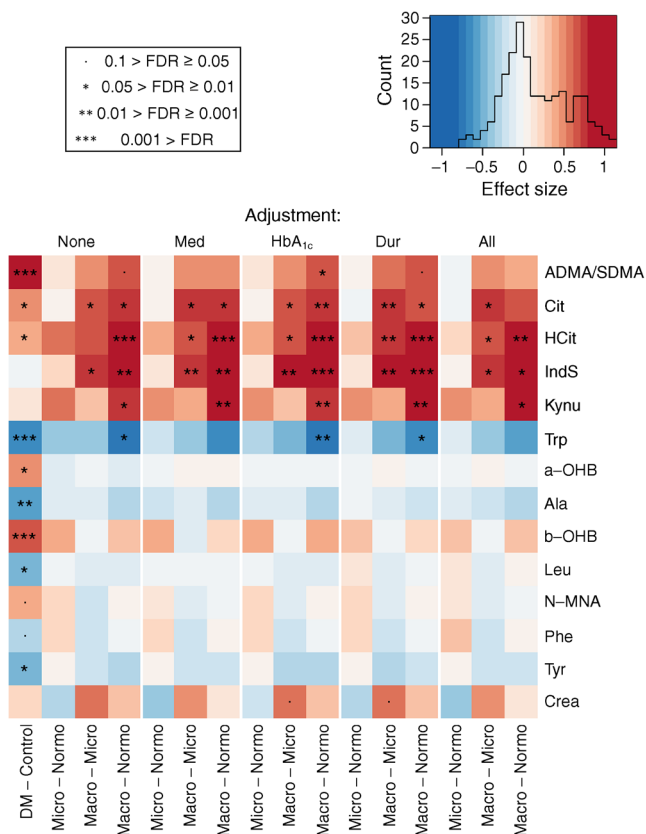 · 0.1 > FDR ≥ 0.05
* 0.05 > FDR ≥ 0.01
** 0.01 > FDR ≥ 0.001
*** 0.001 > FDR
Count
30
25
20
15
10
5
0
−1 −0.5 0 0.5 1
Effect size
Adjustment:
None Med HbA1c Dur All
*** · * · ADMA/SDMA
* * * * * * ** ** * * Cit
* *** * *** * *** ** *** * ** HCit
* ** ** ** ** *** ** *** * * IndS
* ** ** ** * Kynu
*** * ** * Trp
* a−OHB
** Ala
*** b−OHB
* Leu
· N−MNA
· Phe
* Tyr
· · Crea
DM − Control
Micro − Normo
Macro − Micro
Macro − Normo
Micro − Normo
Macro − Micro
Macro − Normo
Micro − Normo
Macro − Micro
Macro − Normo
Micro − Normo
Macro − Micro
Macro − Normo
Micro − Normo
Macro − Micro
Macro − Normo